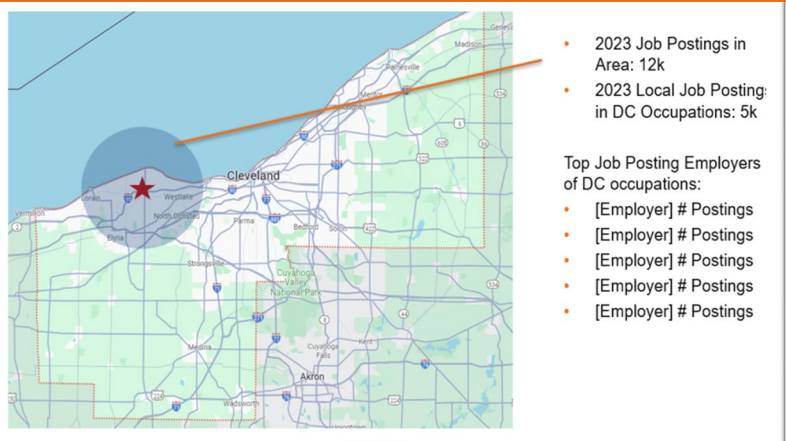 • 2023 Job Postings in
Area: 12k
• 2023 Local Job Postings
in DC Occupations: 5k
Top Job Posting Employers
of DC occupations:
• [Employer] # Postings
• [Employer] # Postings
• [Employer] # Postings
• [Employer] # Postings
• [Employer] # Postings
Madison
Painesville
Mentor
Cleveland
Lorain
Westlake
Vermilion
North Olmsted
Parma
Bedford
Solon
Elyria
Strongsville
Cuyahoga
Valley
National Park
Medina
Cuyahoga
Falls
Kent
Akron
Wadsworth